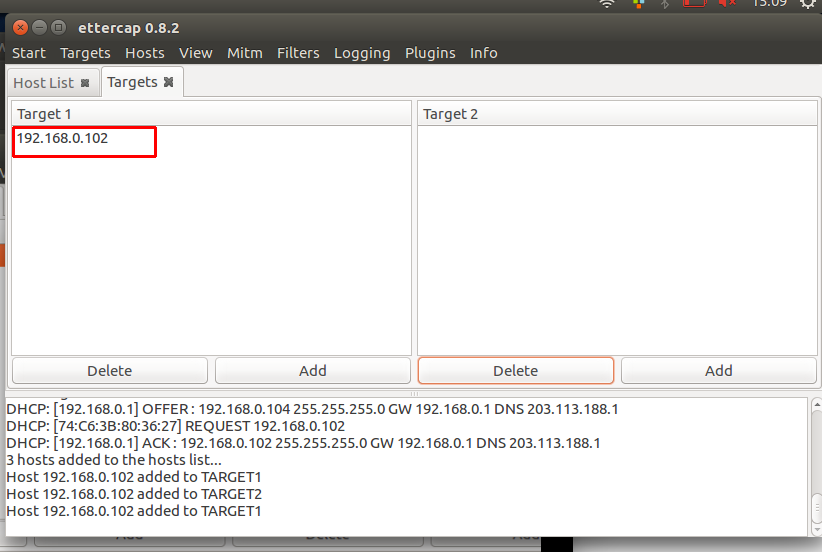 15:09
ettercap 0.8.2
Start Targets Hosts View Mitm Filters Logging Plugins Info
Host List Targets
Target 1 Target 2
192.168.0.102
Delete Add Delete Add
DHCP: [192.168.0.1] OFFER : 192.168.0.104 255.255.255.0 GW 192.168.0.1 DNS 203.113.188.1
DHCP: [74:C6:3B:80:36:27] REQUEST 192.168.0.102
DHCP: [192.168.0.1] ACK : 192.168.0.102 255.255.255.0 GW 192.168.0.1 DNS 203.113.188.1
3 hosts added to the hosts list...
Host 192.168.0.102 added to TARGET1
Host 192.168.0.102 added to TARGET2
Host 192.168.0.102 added to TARGET1